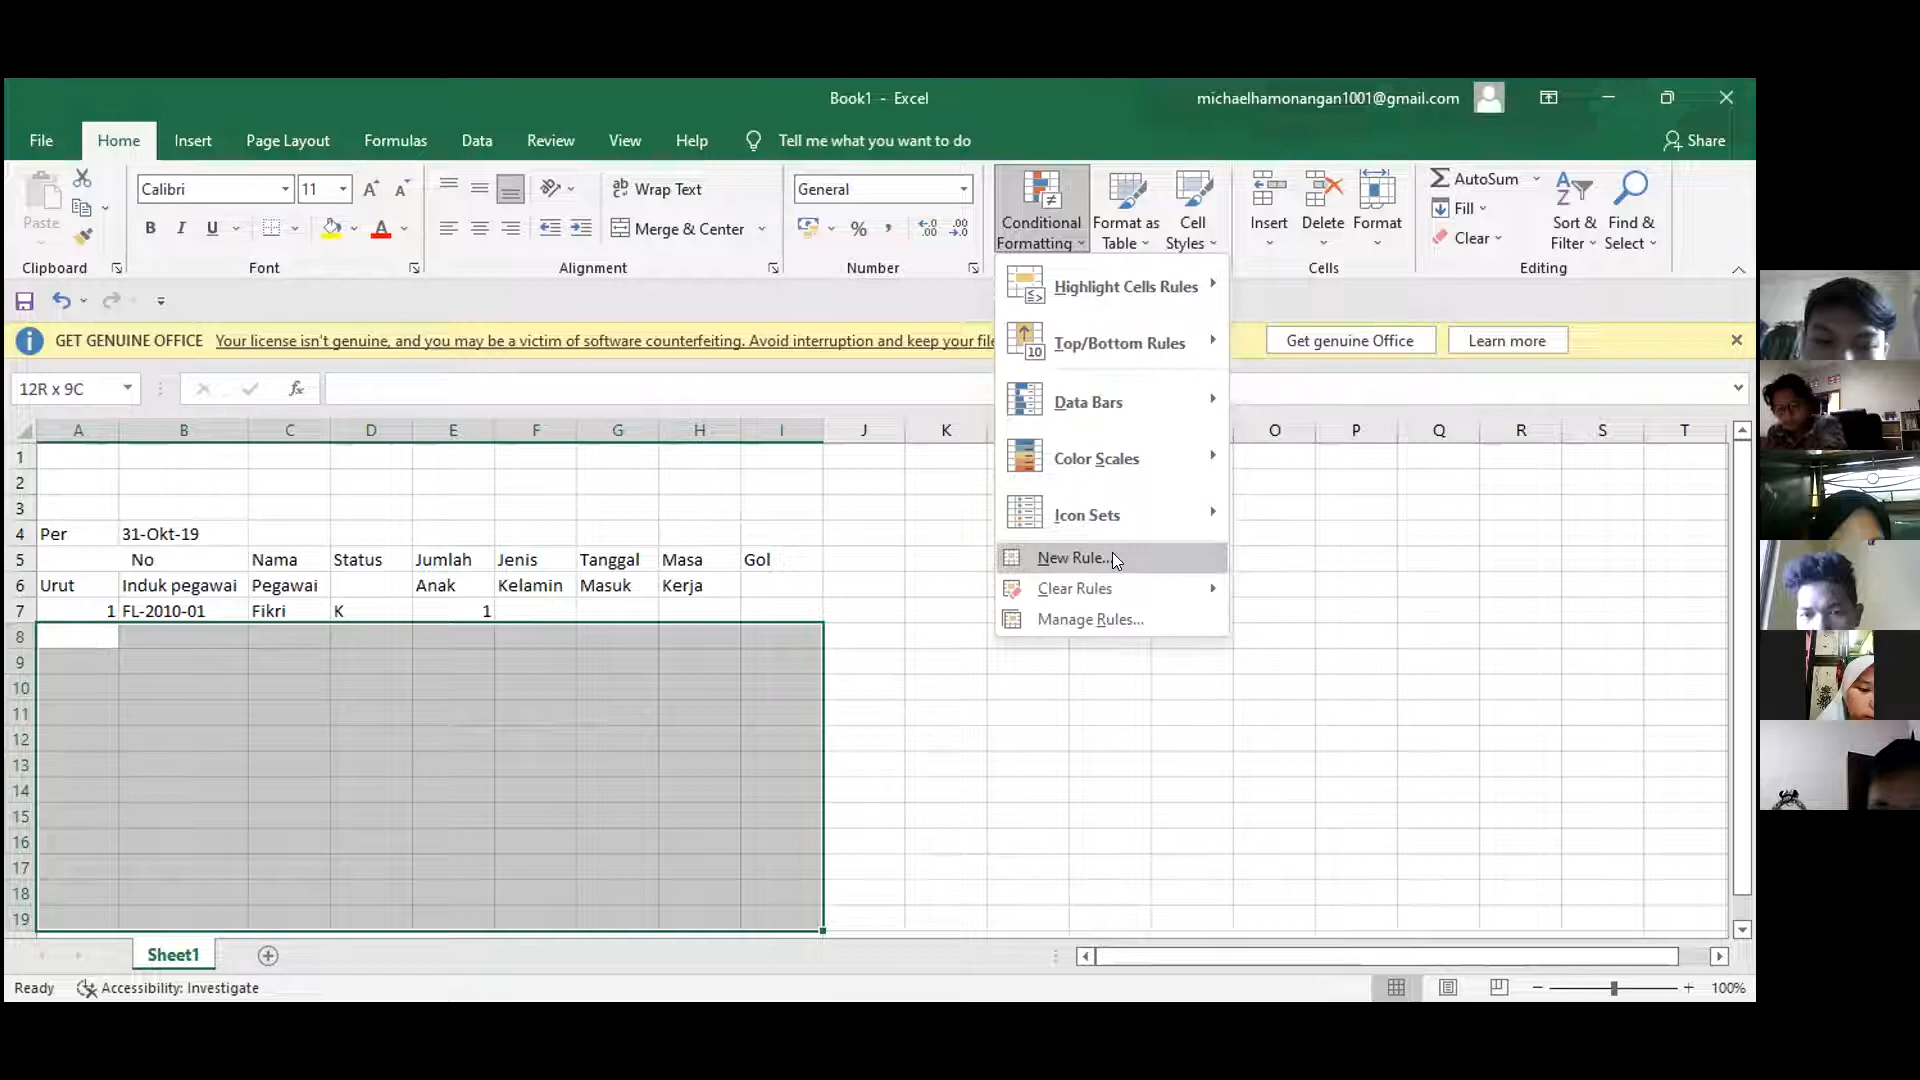 Book1 - Excel
michaelhamonangan1001@gmail.com
File Home Insert Page Layout Formulas Data Review View Help Tell me what you want to do Share
Paste
Clipboard
Calibri 11
B I U A
Font
Wrap Text
Merge & Center
Alignment
General
%
Number
Conditional Formatting
Format as Table
Cell Styles
Insert Delete Format
Cells
AutoSum
Fill
Clear
Sort & Filter
Find & Select
Editing
Highlight Cells Rules
Top/Bottom Rules
Data Bars
Color Scales
Icon Sets
New Rule...
Clear Rules
Manage Rules...
GET GENUINE OFFICE Your license isn't genuine, and you may be a victim of software counterfeiting. Avoid interruption and keep your file
Get genuine Office Learn more
12R x 9C
fx
A B C D E F G H I J K O P Q R S T
1
2
3
4 Per 31-Okt-19
5 No Nama Status Jumlah Jenis Tanggal Masa Gol
6 Urut Induk pegawai Pegawai Anak Kelamin Masuk Kerja
7 1 FL-2010-01 Fikri K 1
8
9
10
11
12
13
14
15
16
17
18
19
Sheet1
Ready Accessibility: Investigate
100%